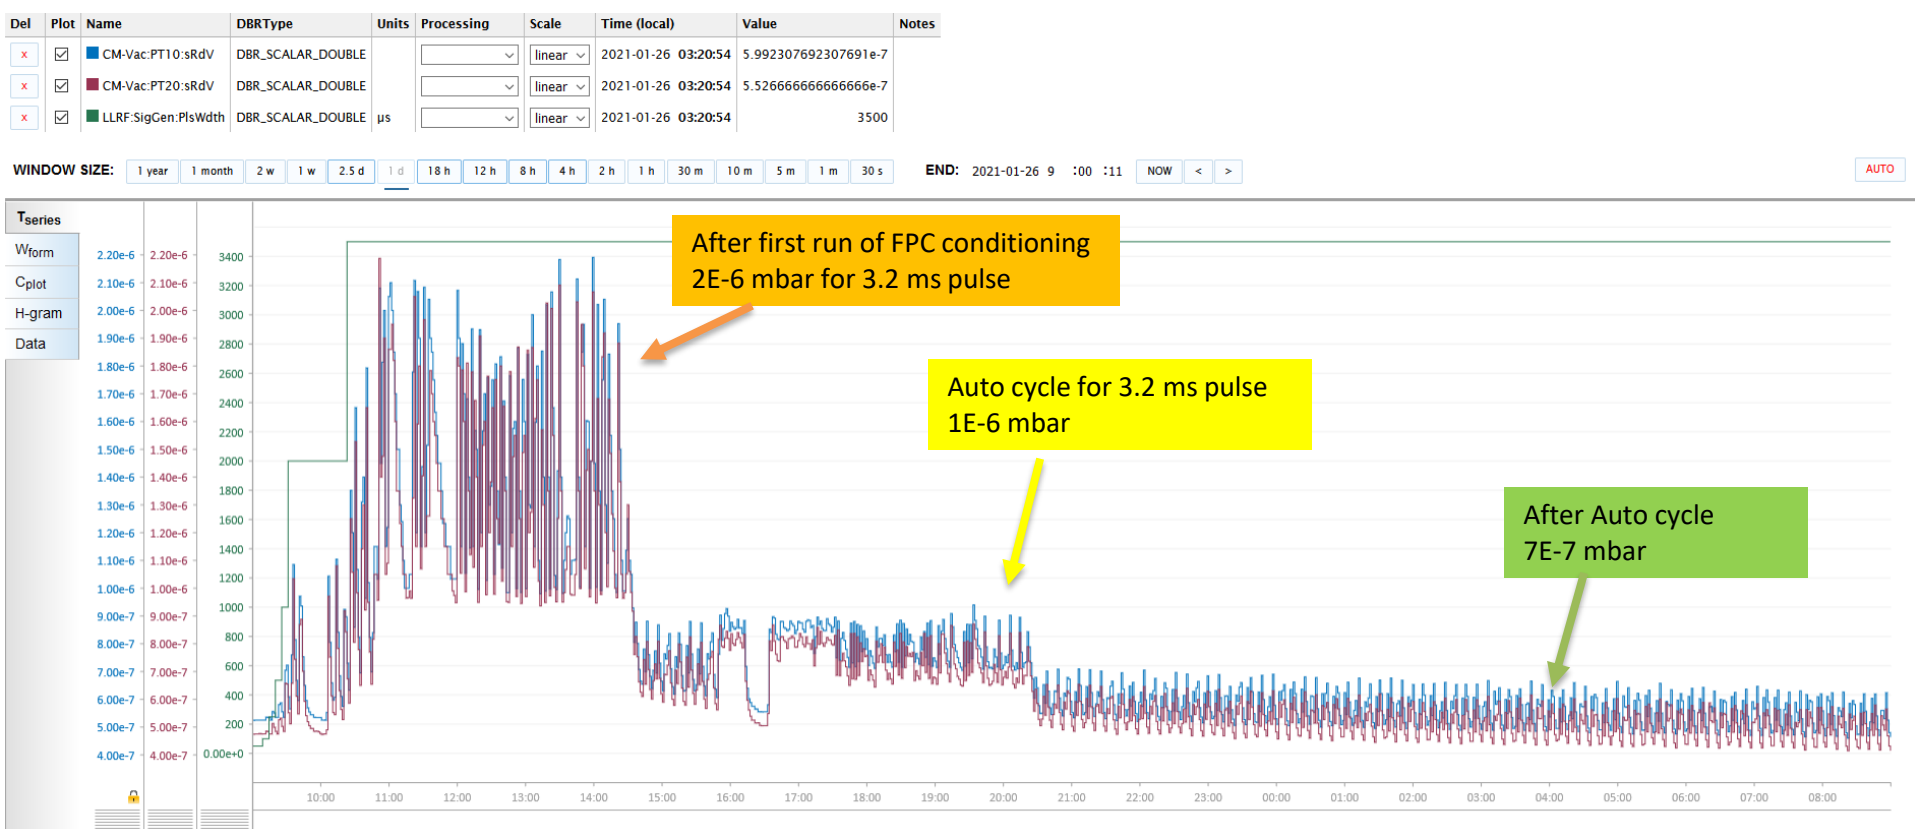 Del Plot Name DBRType Units Processing Scale Time (local) Value Notes
x CM-Vac:PT10:sRdV DBR_SCALAR_DOUBLE linear 2021-01-26 03:20:54 5.992307692307691e-7
x CM-Vac:PT20:sRdV DBR_SCALAR_DOUBLE linear 2021-01-26 03:20:54 5.526666666666666e-7
x LLRF:SigGen:PlsWdth DBR_SCALAR_DOUBLE µs linear 2021-01-26 03:20:54 3500
WINDOW SIZE: 1 year 1 month 2 w 1 w 2.5 d 1 d 18 h 12 h 8 h 4 h 2 h 1 h 30 m 10 m 5 m 1 m 30 s END: 2021-01-26 9 :00 :11 NOW < > AUTO
Tseries
Wform
Cplot
H-gram
Data
2.20e-6 2.20e-6 3400
2.10e-6 2.10e-6 3200
2.00e-6 2.00e-6 3000
1.90e-6 1.90e-6 2800
1.80e-6 1.80e-6 2600
1.70e-6 1.70e-6 2400
1.60e-6 1.60e-6 2200
1.50e-6 1.50e-6 2000
1.40e-6 1.40e-6 1800
1.30e-6 1.30e-6 1600
1.20e-6 1.20e-6 1400
1.10e-6 1.10e-6 1200
1.00e-6 1.00e-6 1000
9.00e-7 9.00e-7 800
8.00e-7 8.00e-7 600
7.00e-7 7.00e-7 400
6.00e-7 6.00e-7 200
5.00e-7 5.00e-7 0.00e+0
4.00e-7 4.00e-7
After first run of FPC conditioning
2E-6 mbar for 3.2 ms pulse
Auto cycle for 3.2 ms pulse
1E-6 mbar
After Auto cycle
7E-7 mbar
10:00 11:00 12:00 13:00 14:00 15:00 16:00 17:00 18:00 19:00 20:00 21:00 22:00 23:00 00:00 01:00 02:00 03:00 04:00 05:00 06:00 07:00 08:00